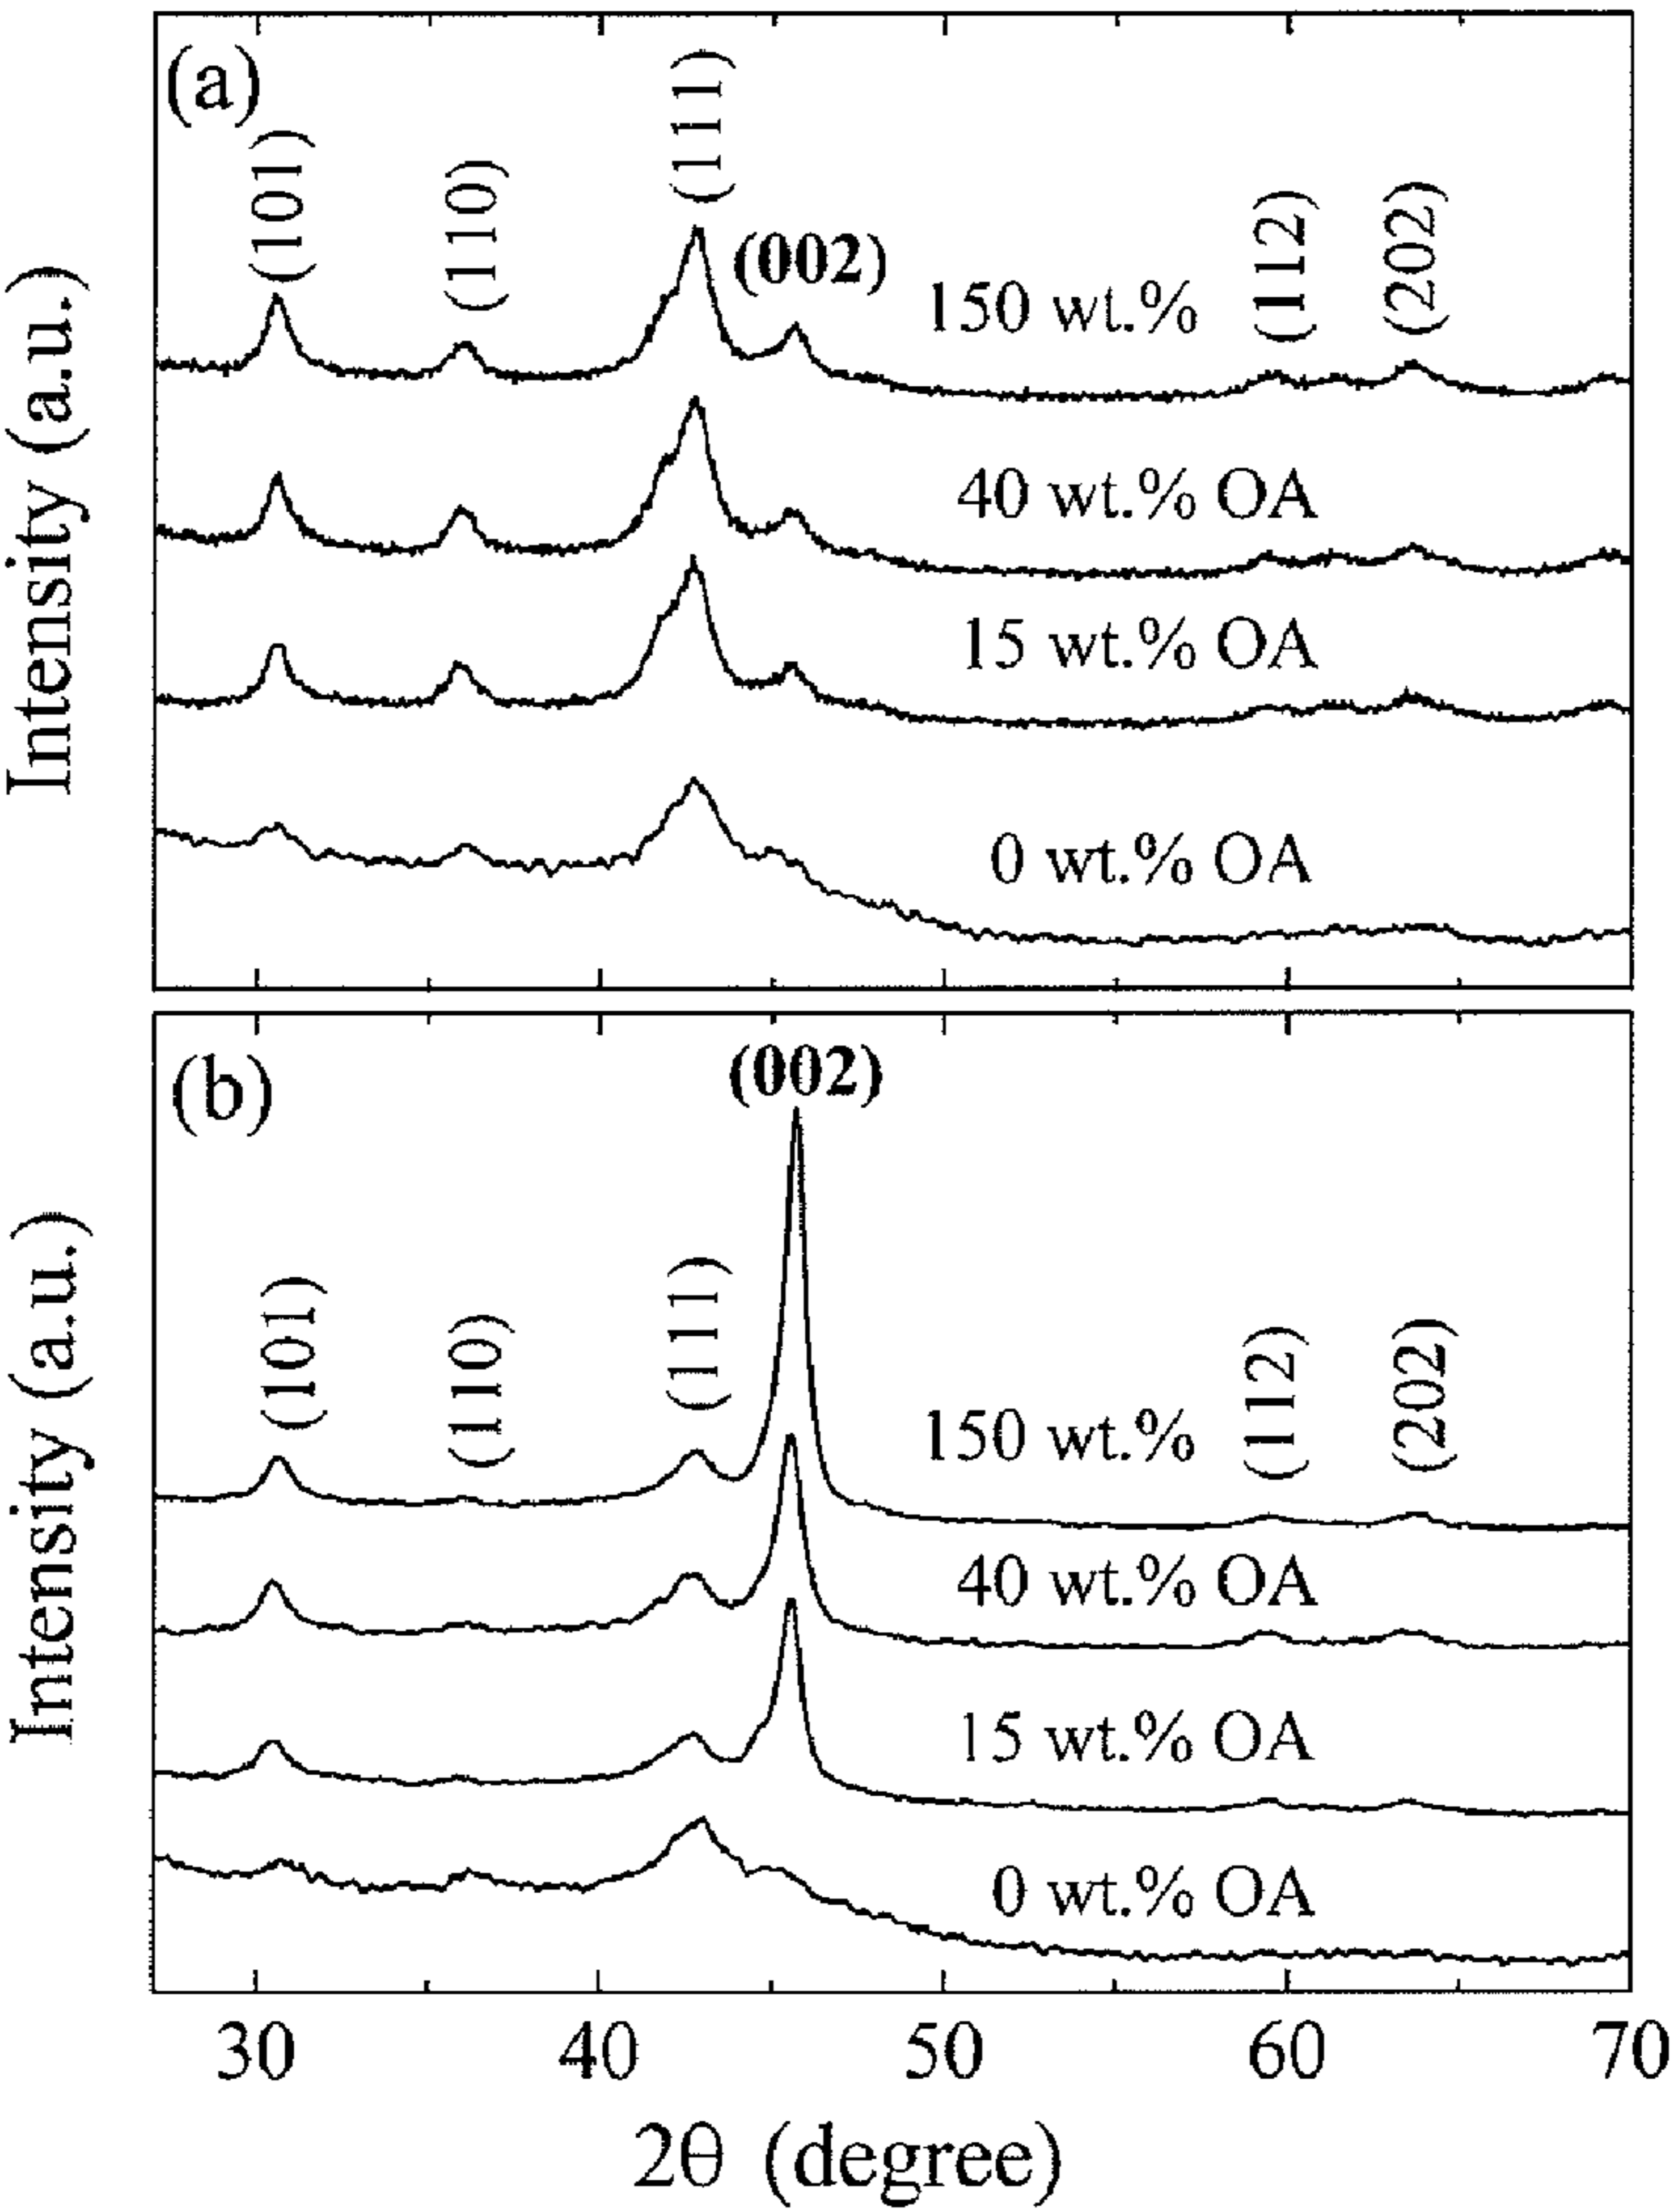 (a)
Intensity (a.u.)
(101)
(110)
(111)
(002)
150 wt.%
(112)
(202)
40 wt.% OA
15 wt.% OA
0 wt.% OA
(b)
Intensity (a.u.)
(002)
(101)
(110)
(111)
150 wt.%
(112)
(202)
40 wt.% OA
15 wt.% OA
0 wt.% OA
30 40 50 60 70
2θ (degree)